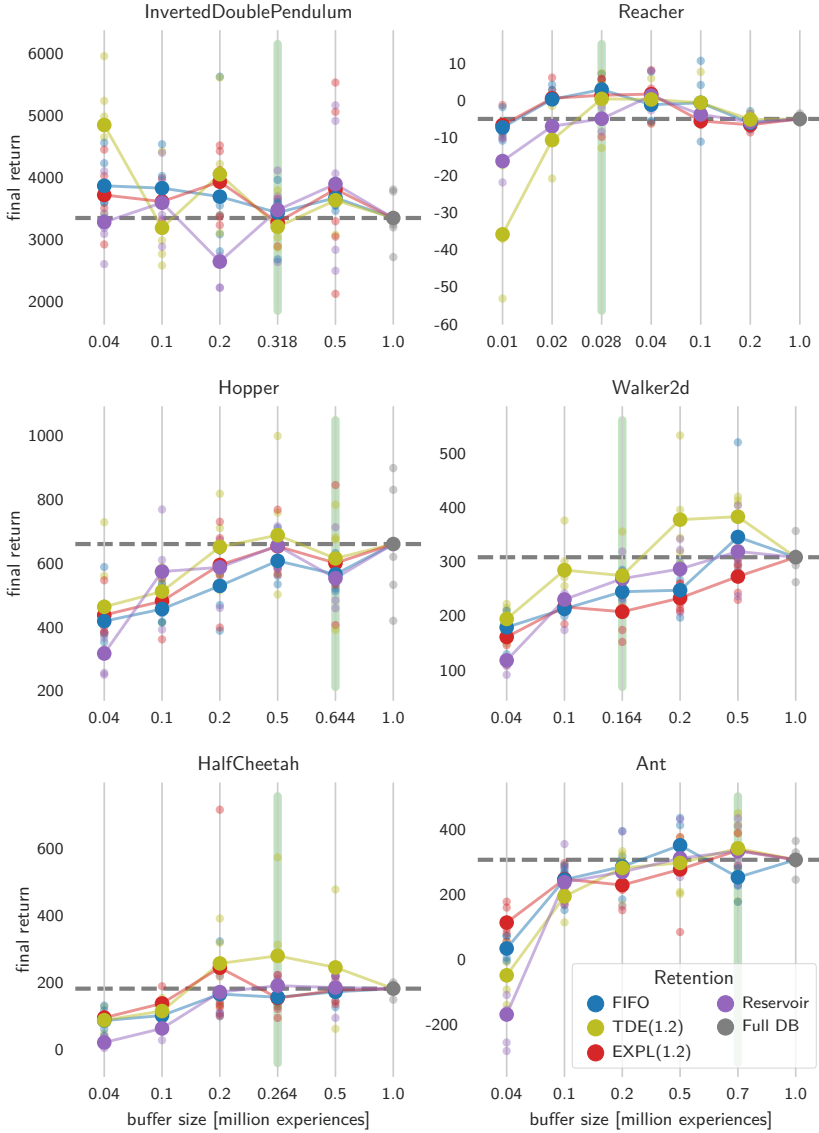 InvertedDoublePendulum
Reacher
final return
6000
5000
4000
3000
2000
0.04 0.1 0.2 0.318 0.5 1.0
10
0
-10
-20
-30
-40
-50
-60
0.01 0.02 0.028 0.04 0.1 0.2 1.0
Hopper
Walker2d
final return
1000
800
600
400
200
0.04 0.1 0.2 0.5 0.644 1.0
500
400
300
200
100
0.04 0.1 0.164 0.2 0.5 1.0
HalfCheetah
Ant
final return
600
400
200
0
0.04 0.1 0.2 0.264 0.5 1.0
buffer size [million experiences]
400
200
0
-200
0.04 0.1 0.2 0.5 0.7 1.0
buffer size [million experiences]
Retention
FIFO
TDE(1.2)
EXPL(1.2)
Reservoir
Full DB